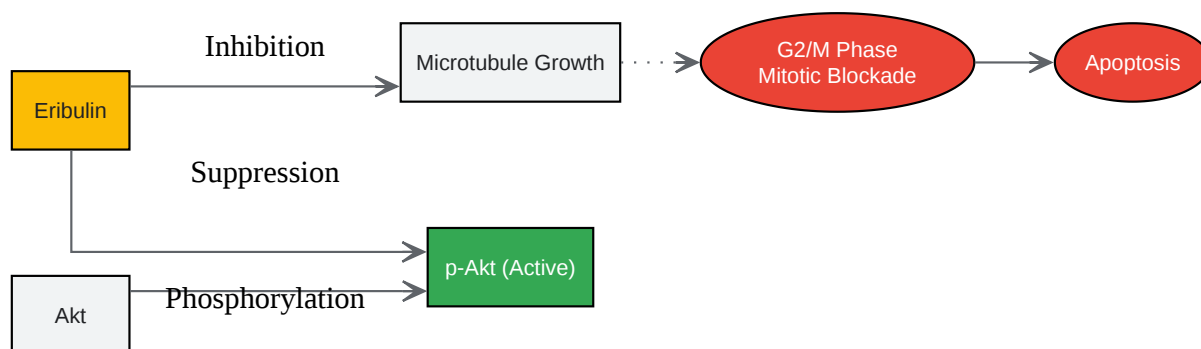 Inhibition
Eribulin
Microtubule Growth
G2/M Phase
Mitotic Blockade
Apoptosis
Suppression
p-Akt (Active)
Akt
Phosphorylation